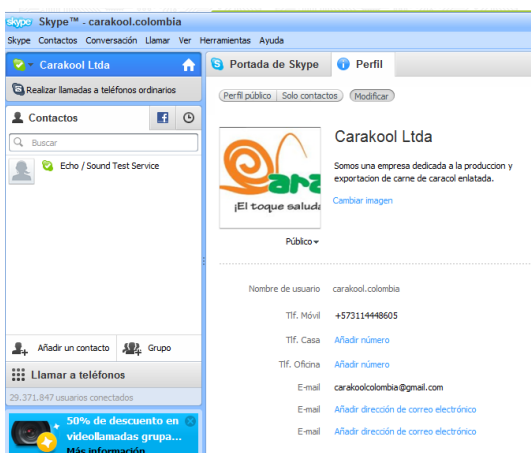 Skype™ - carakool.colombia
Skype Contactos Conversación Llamar Ver Herramientas Ayuda
Carakool Ltda
Realizar llamadas a teléfonos ordinarios
Contactos
Buscar
Echo / Sound Test Service
Añadir un contacto Grupo
Llamar a teléfonos
29.371.847 usuarios conectados
50% de descuento en
videollamadas grupa...
Más información
Portada de Skype Perfil
Perfil público Solo contactos Modificar
ara
¡El toque saluda
Público
Carakool Ltda
Somos una empresa dedicada a la produccion y
exportacion de carne de caracol enlatada.
Cambiar imagen
Nombre de usuario carakool.colombia
Tlf. Móvil +573114448605
Tlf. Casa Añadir número
Tlf. Oficina Añadir número
E-mail carakoolcolombia@gmail.com
E-mail Añadir dirección de correo electrónico
E-mail Añadir dirección de correo electrónico